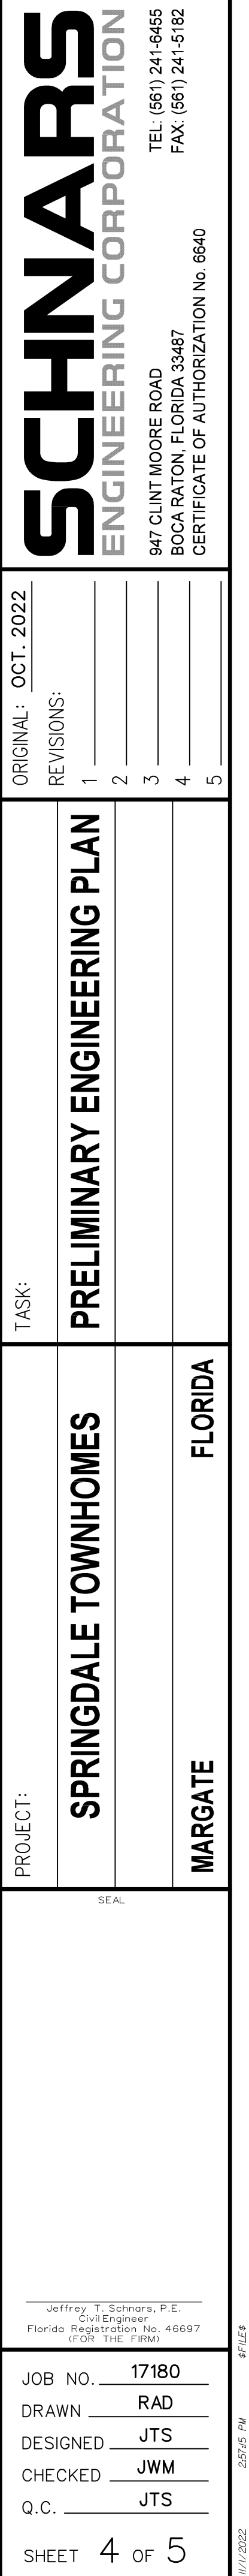 SCHNARS
ENGINEERING CORPORATION
947 CLINT MOORE ROAD TEL: (561) 241-6455
BOCA RATON, FLORIDA 33487 FAX: (561) 241-5182
CERTIFICATE OF AUTHORIZATION No. 6640
ORIGINAL: OCT. 2022
REVISIONS:
1
2
3
4
5
TASK:
PRELIMINARY ENGINEERING PLAN
PROJECT:
SPRINGDALE TOWNHOMES
MARGATE FLORIDA
SEAL
Jeffrey T. Schnars, P.E.
Civil Engineer
Florida Registration No. 46697
(FOR THE FIRM)
JOB NO. 17180
DRAWN RAD
DESIGNED JTS
CHECKED JWM
Q.C. JTS
SHEET 4 OF 5
11/1/2022 2:57:15 PM $FILE$